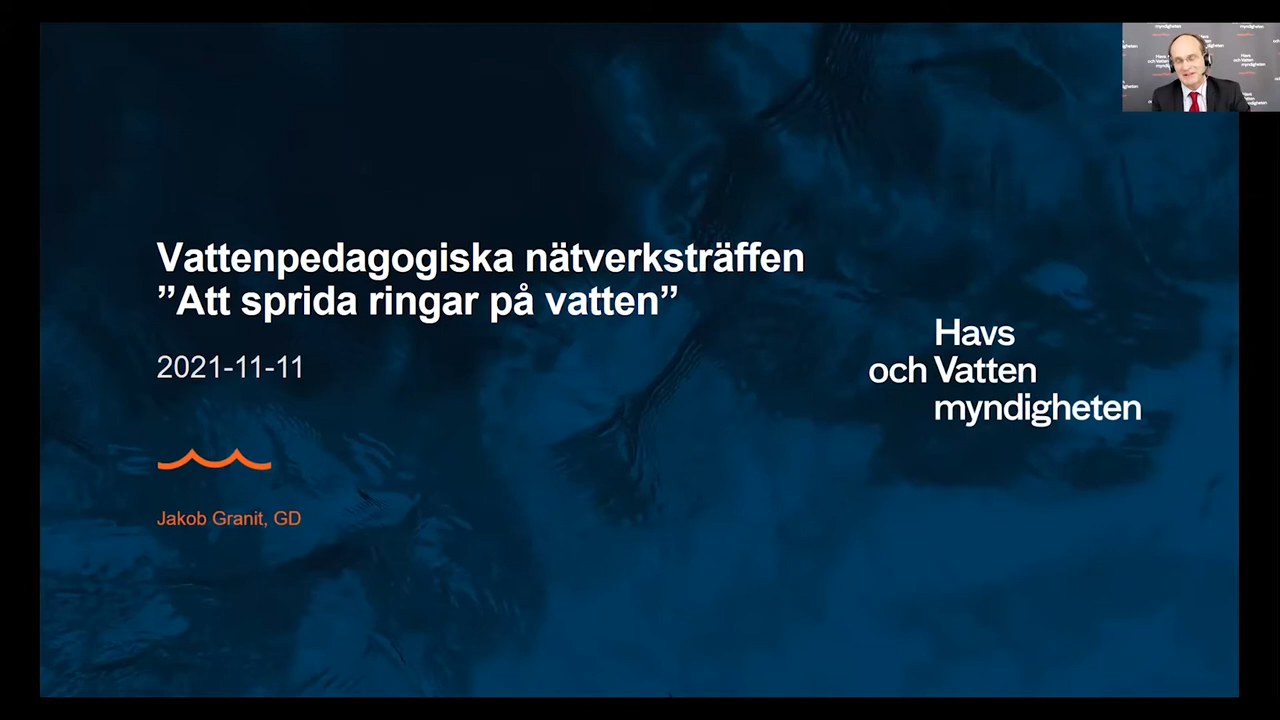 Vattenpedagogiska nätverksträffen
”Att sprida ringar på vatten”
2021-11-11
Jakob Granit, GD
Havs
och Vatten
myndigheten